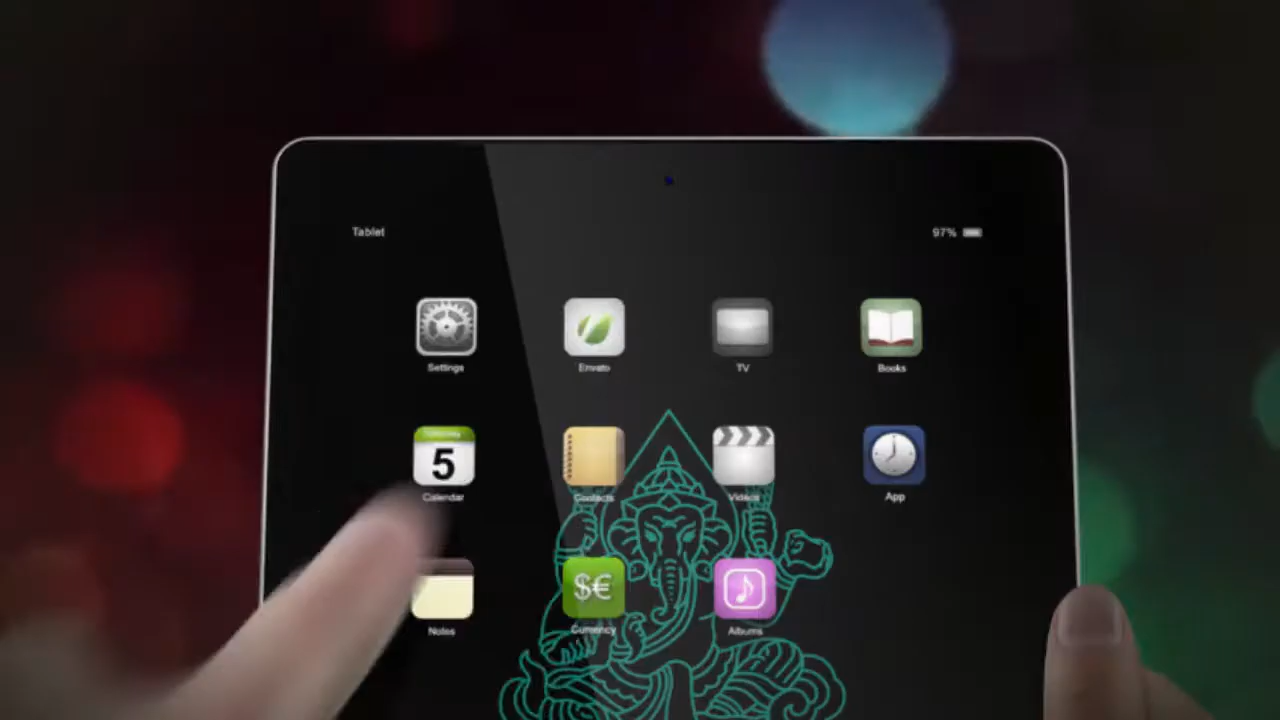 Tablet 97%
Settings Envato TV Books
5
Calendar Contacts Videos App
$€
Notes Currency Albums